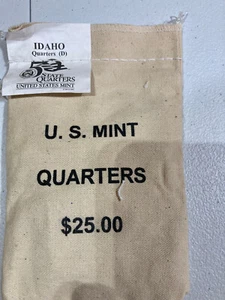 IDAHO
Quarters (D)
50
STATE
QUARTERS
UNITED STATES MINT
U. S. MINT
QUARTERS
$25.00